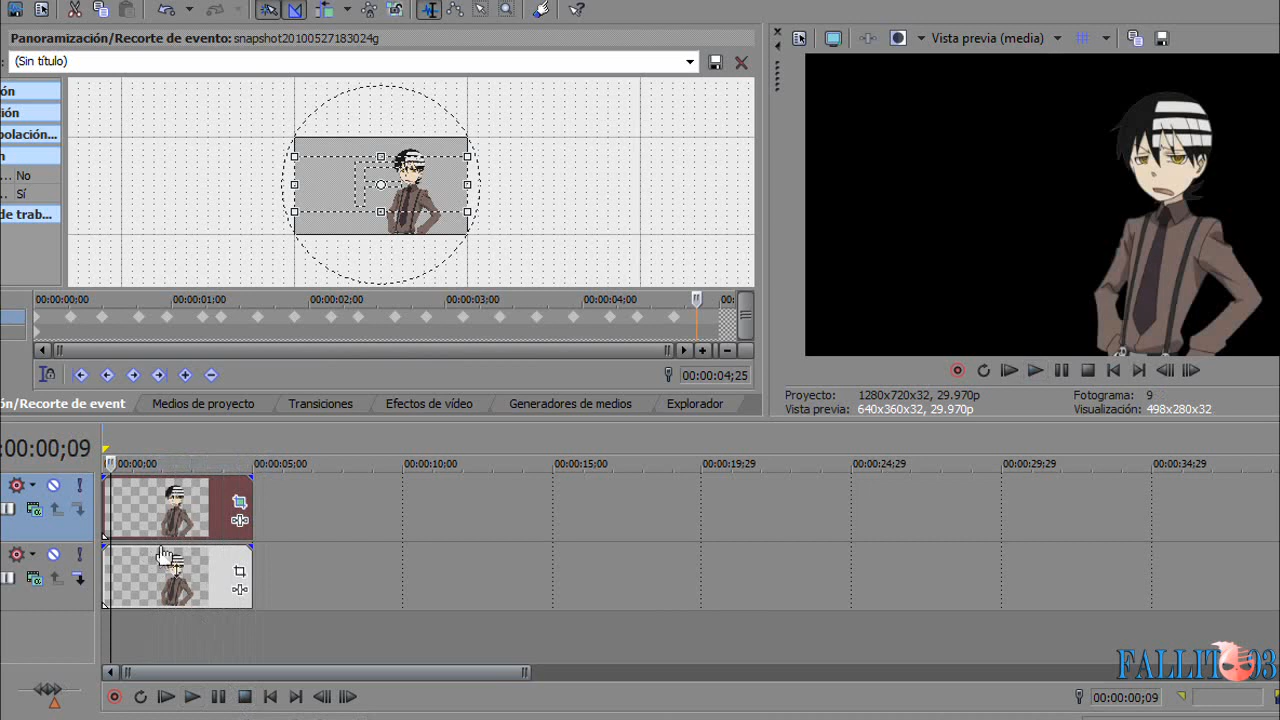 Panoramización/Recorte de evento: snapshot20100527183024g
(Sin título)
ón
ción
polación...
n
... No
... Sí
de trab...
00:00:00:00 00:00:01:00 00:00:02:00 00:00:03:00 00:00:04:00 00:
00:00:04;25
ón/Recorte de event Medios de proyecto Transiciones Efectos de vídeo Generadores de medios Explorador
Vista previa (media)
Proyecto: 1280x720x32, 29.970p Fotograma: 9
Vista previa: 640x360x32, 29.970p Visualización: 498x280x32
00:00:00;09
00:00:00 00:00:05;00 00:00:10;00 00:00:15;00 00:00:19;29 00:00:24;29 00:00:29;29 00:00:34;29
FALLIT 93
00:00:00;09